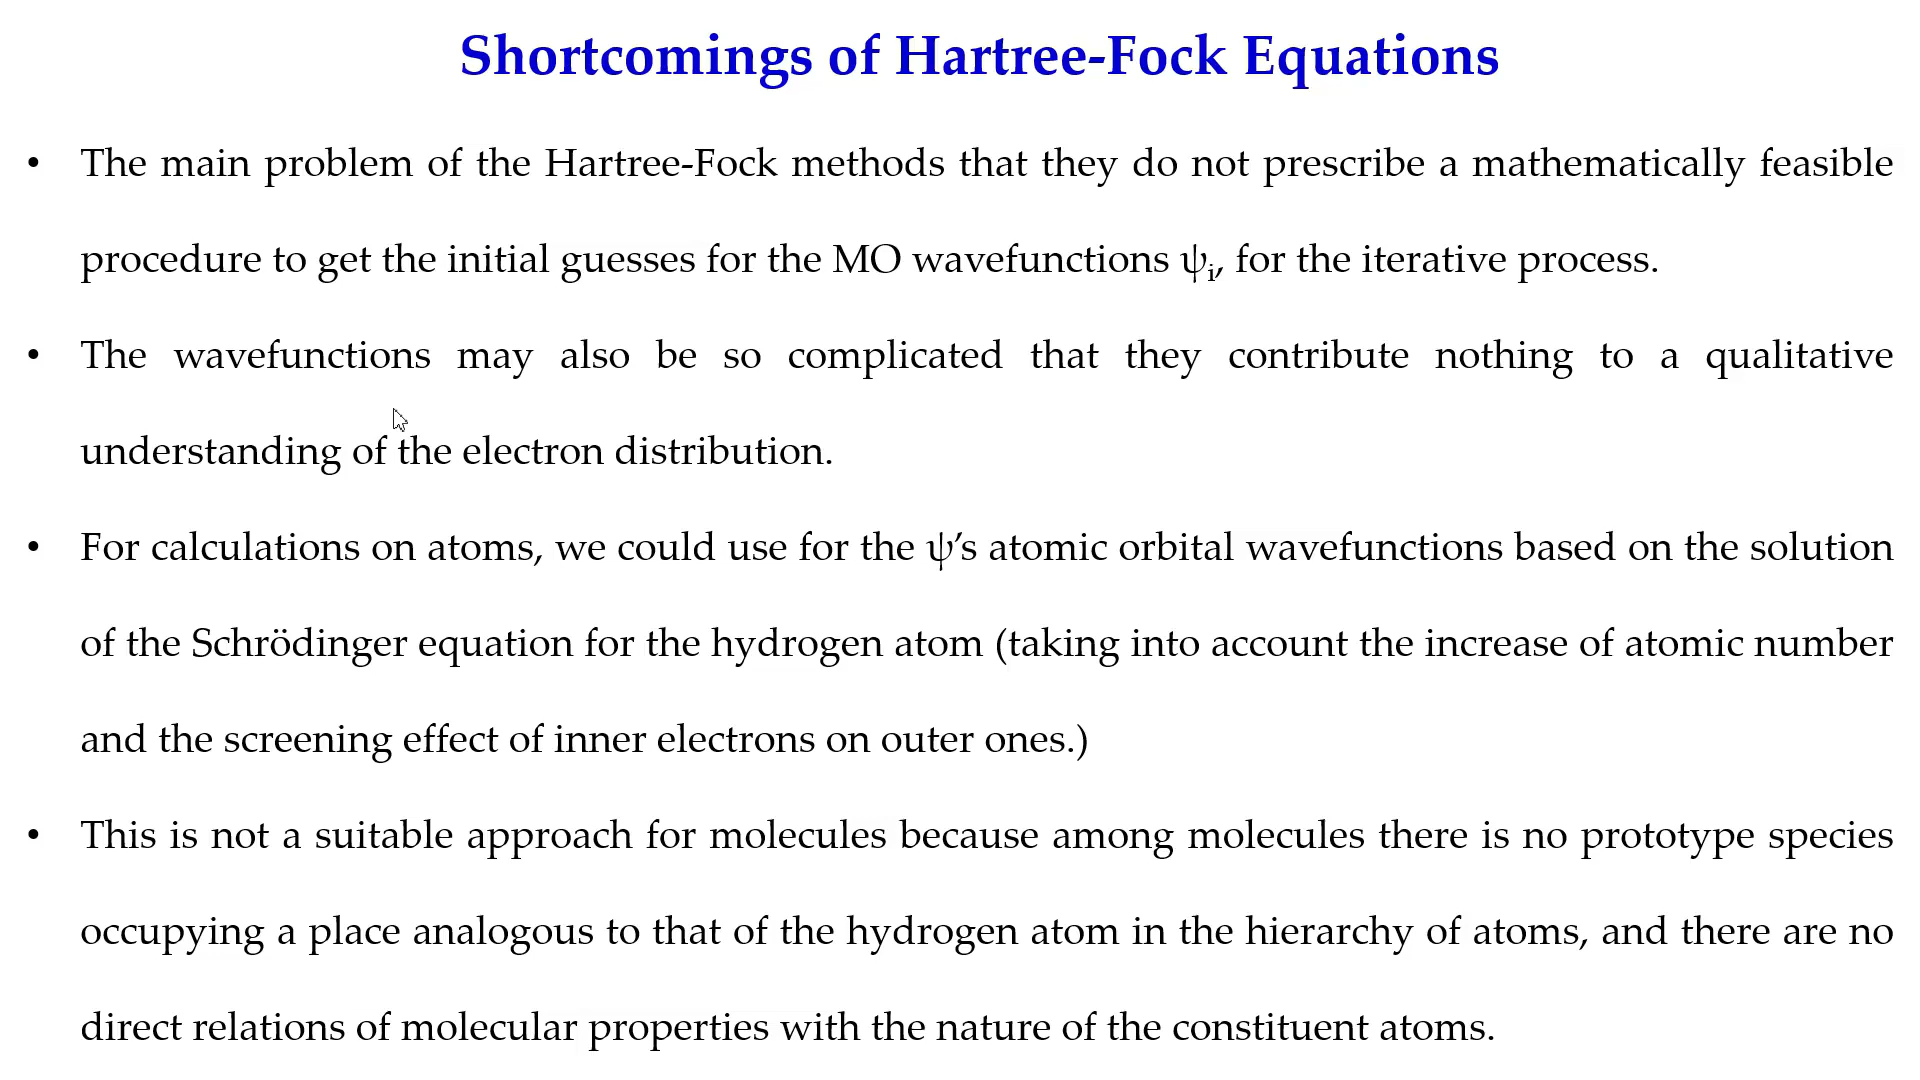 Shortcomings of Hartree-Fock Equations
• The main problem of the Hartree-Fock methods that they do not prescribe a mathematically feasible
procedure to get the initial guesses for the MO wavefunctions ψi, for the iterative process.
• The wavefunctions may also be so complicated that they contribute nothing to a qualitative
understanding of the electron distribution.
• For calculations on atoms, we could use for the ψ’s atomic orbital wavefunctions based on the solution
of the Schrödinger equation for the hydrogen atom (taking into account the increase of atomic number
and the screening effect of inner electrons on outer ones.)
• This is not a suitable approach for molecules because among molecules there is no prototype species
occupying a place analogous to that of the hydrogen atom in the hierarchy of atoms, and there are no
direct relations of molecular properties with the nature of the constituent atoms.